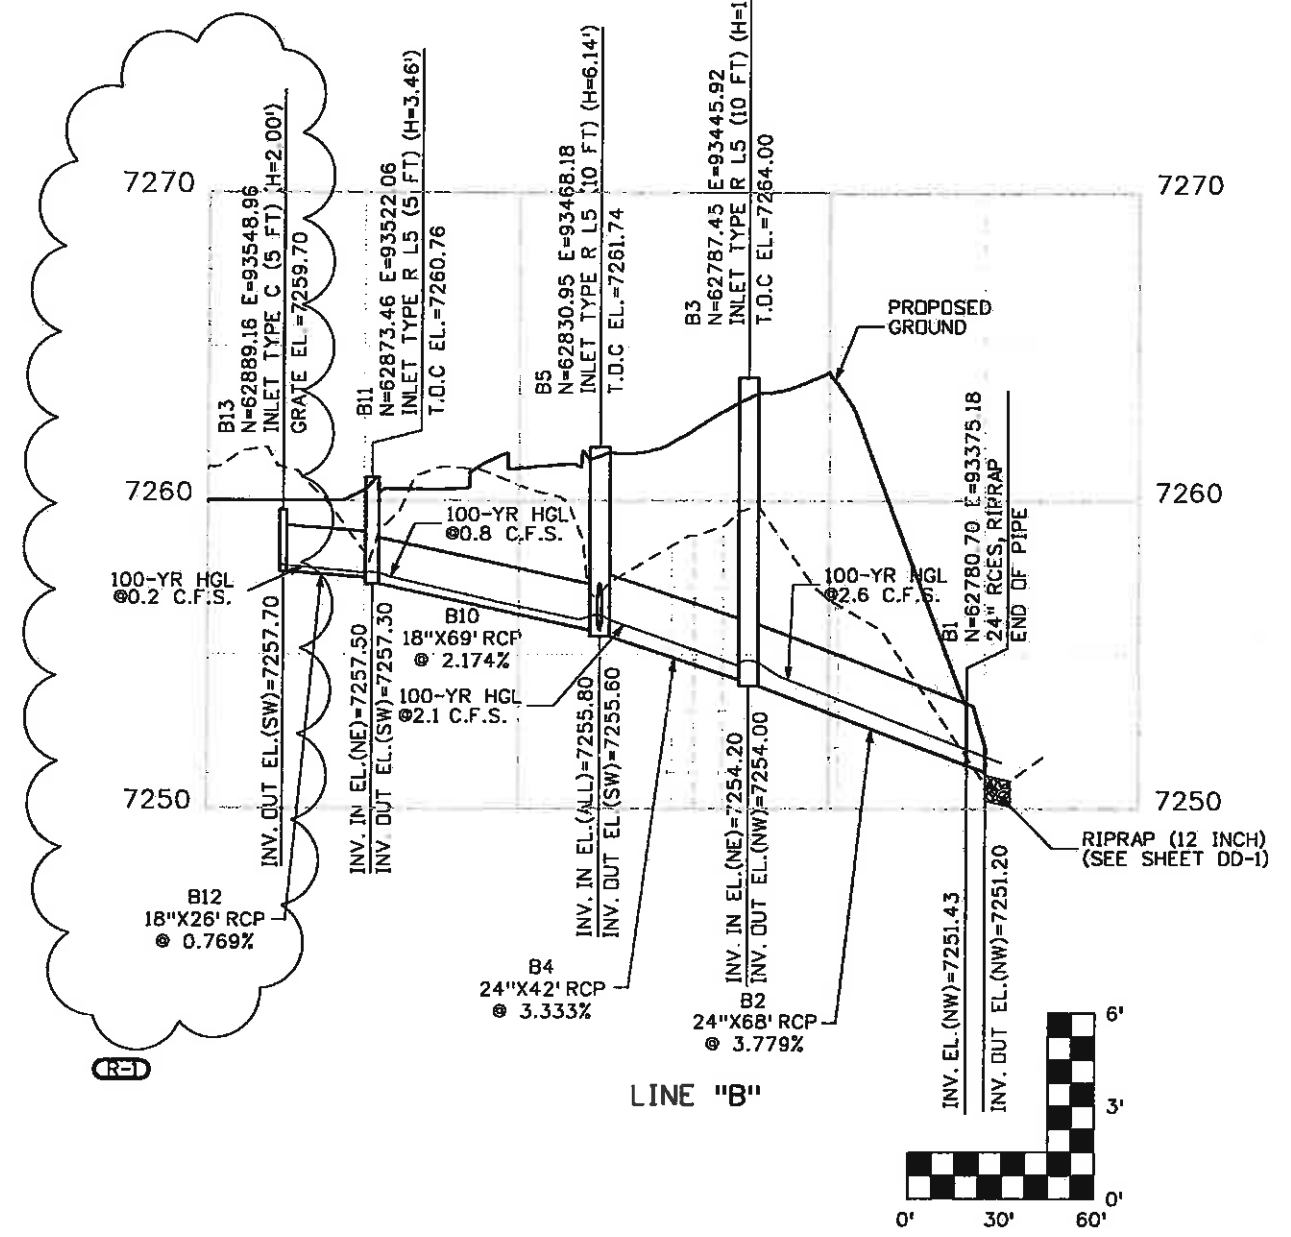 7270
7260
7250
7270
7260
7250
B13
N=62889.16 E=93548.96
INLET TYPE C (5 FT) (H=2.00')
GRATE EL.=7259.70
B11
N=62873.46 E=93522.06
INLET TYPE R L5 (5 FT) (H=3.46')
T.O.C EL.=7260.76
B5
N=62830.95 E=93468.18
INLET TYPE R L5 (10 FT) (H=6.14')
T.O.C EL.=7261.74
B3
N=62787.45 E=93445.92
INLET TYPE R L5 (10 FT)
T.O.C EL.=7264.00
PROPOSED
GROUND
B1
N=62780.70 E=93375.18
24" RCES, RIPRAP
END OF PIPE
100-YR HGL
@0.2 C.F.S.
100-YR HGL
@0.8 C.F.S.
100-YR HGL
@2.1 C.F.S.
100-YR HGL
@2.6 C.F.S.
B10
18"X69' RCP
@ 2.174%
INV. OUT EL.(SW)=7257.70
INV. IN EL.(NE)=7257.50
INV. OUT EL.(SW)=7257.30
INV. IN EL.(ALL)=7255.80
INV. OUT EL.(SW)=7255.60
INV. IN EL.(NE)=7254.20
INV. OUT EL.(NW)=7254.00
INV. EL.(NW)=7251.43
INV. OUT EL.(NW)=7251.20
RIPRAP (12 INCH)
(SEE SHEET DD-1)
B12
18"X26' RCP
@ 0.769%
B4
24"X42' RCP
@ 3.333%
B2
24"X68' RCP
@ 3.779%
R-1
LINE "B"
6'
3'
0'
0'
30'
60'